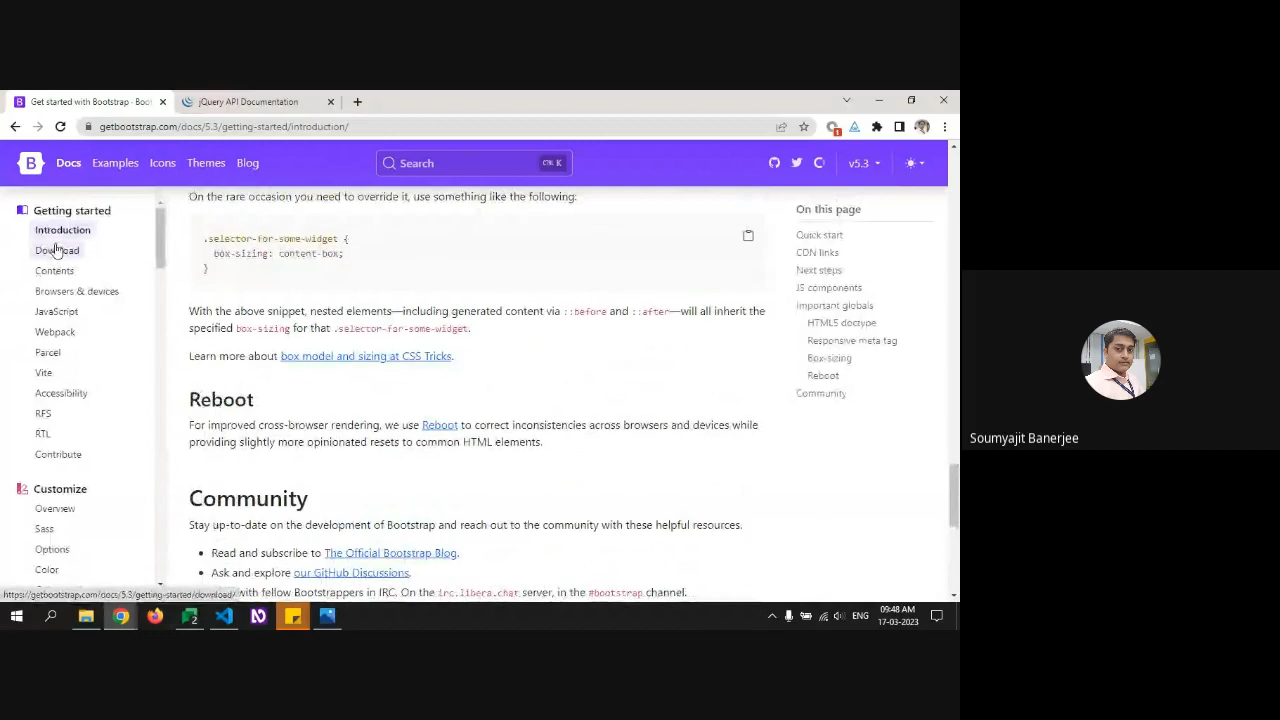 Get started with Bootstrap - Boot
jQuery API Documentation
getbootstrap.com/docs/5.3/getting-started/introduction/
B Docs Examples Icons Themes Blog
Search CTRL K
v5.3
Getting started
Introduction
Download
Contents
Browsers & devices
JavaScript
Webpack
Parcel
Vite
Accessibility
RFS
RTL
Contribute
Customize
Overview
Sass
Options
Color
On the rare occasion you need to override it, use something like the following:
.selector-for-some-widget {
box-sizing: content-box;
}
With the above snippet, nested elements—including generated content via ::before and ::after—will all inherit the
specified box-sizing for that .selector-for-some-widget.
Learn more about box model and sizing at CSS Tricks.
Reboot
For improved cross-browser rendering, we use Reboot to correct inconsistencies across browsers and devices while
providing slightly more opinionated resets to common HTML elements.
Community
Stay up-to-date on the development of Bootstrap and reach out to the community with these helpful resources.
• Read and subscribe to The Official Bootstrap Blog.
• Ask and explore our GitHub Discussions.
with fellow Bootstrappers in IRC. On the irc.libera.chat server, in the #bootstrap channel.
On this page
Quick start
CDN links
Next steps
JS components
Important globals
HTML5 doctype
Responsive meta tag
Box-sizing
Reboot
Community
https://getbootstrap.com/docs/5.3/getting-started/download/
ENG
09:48 AM
17-03-2023
Soumyajit Banerjee